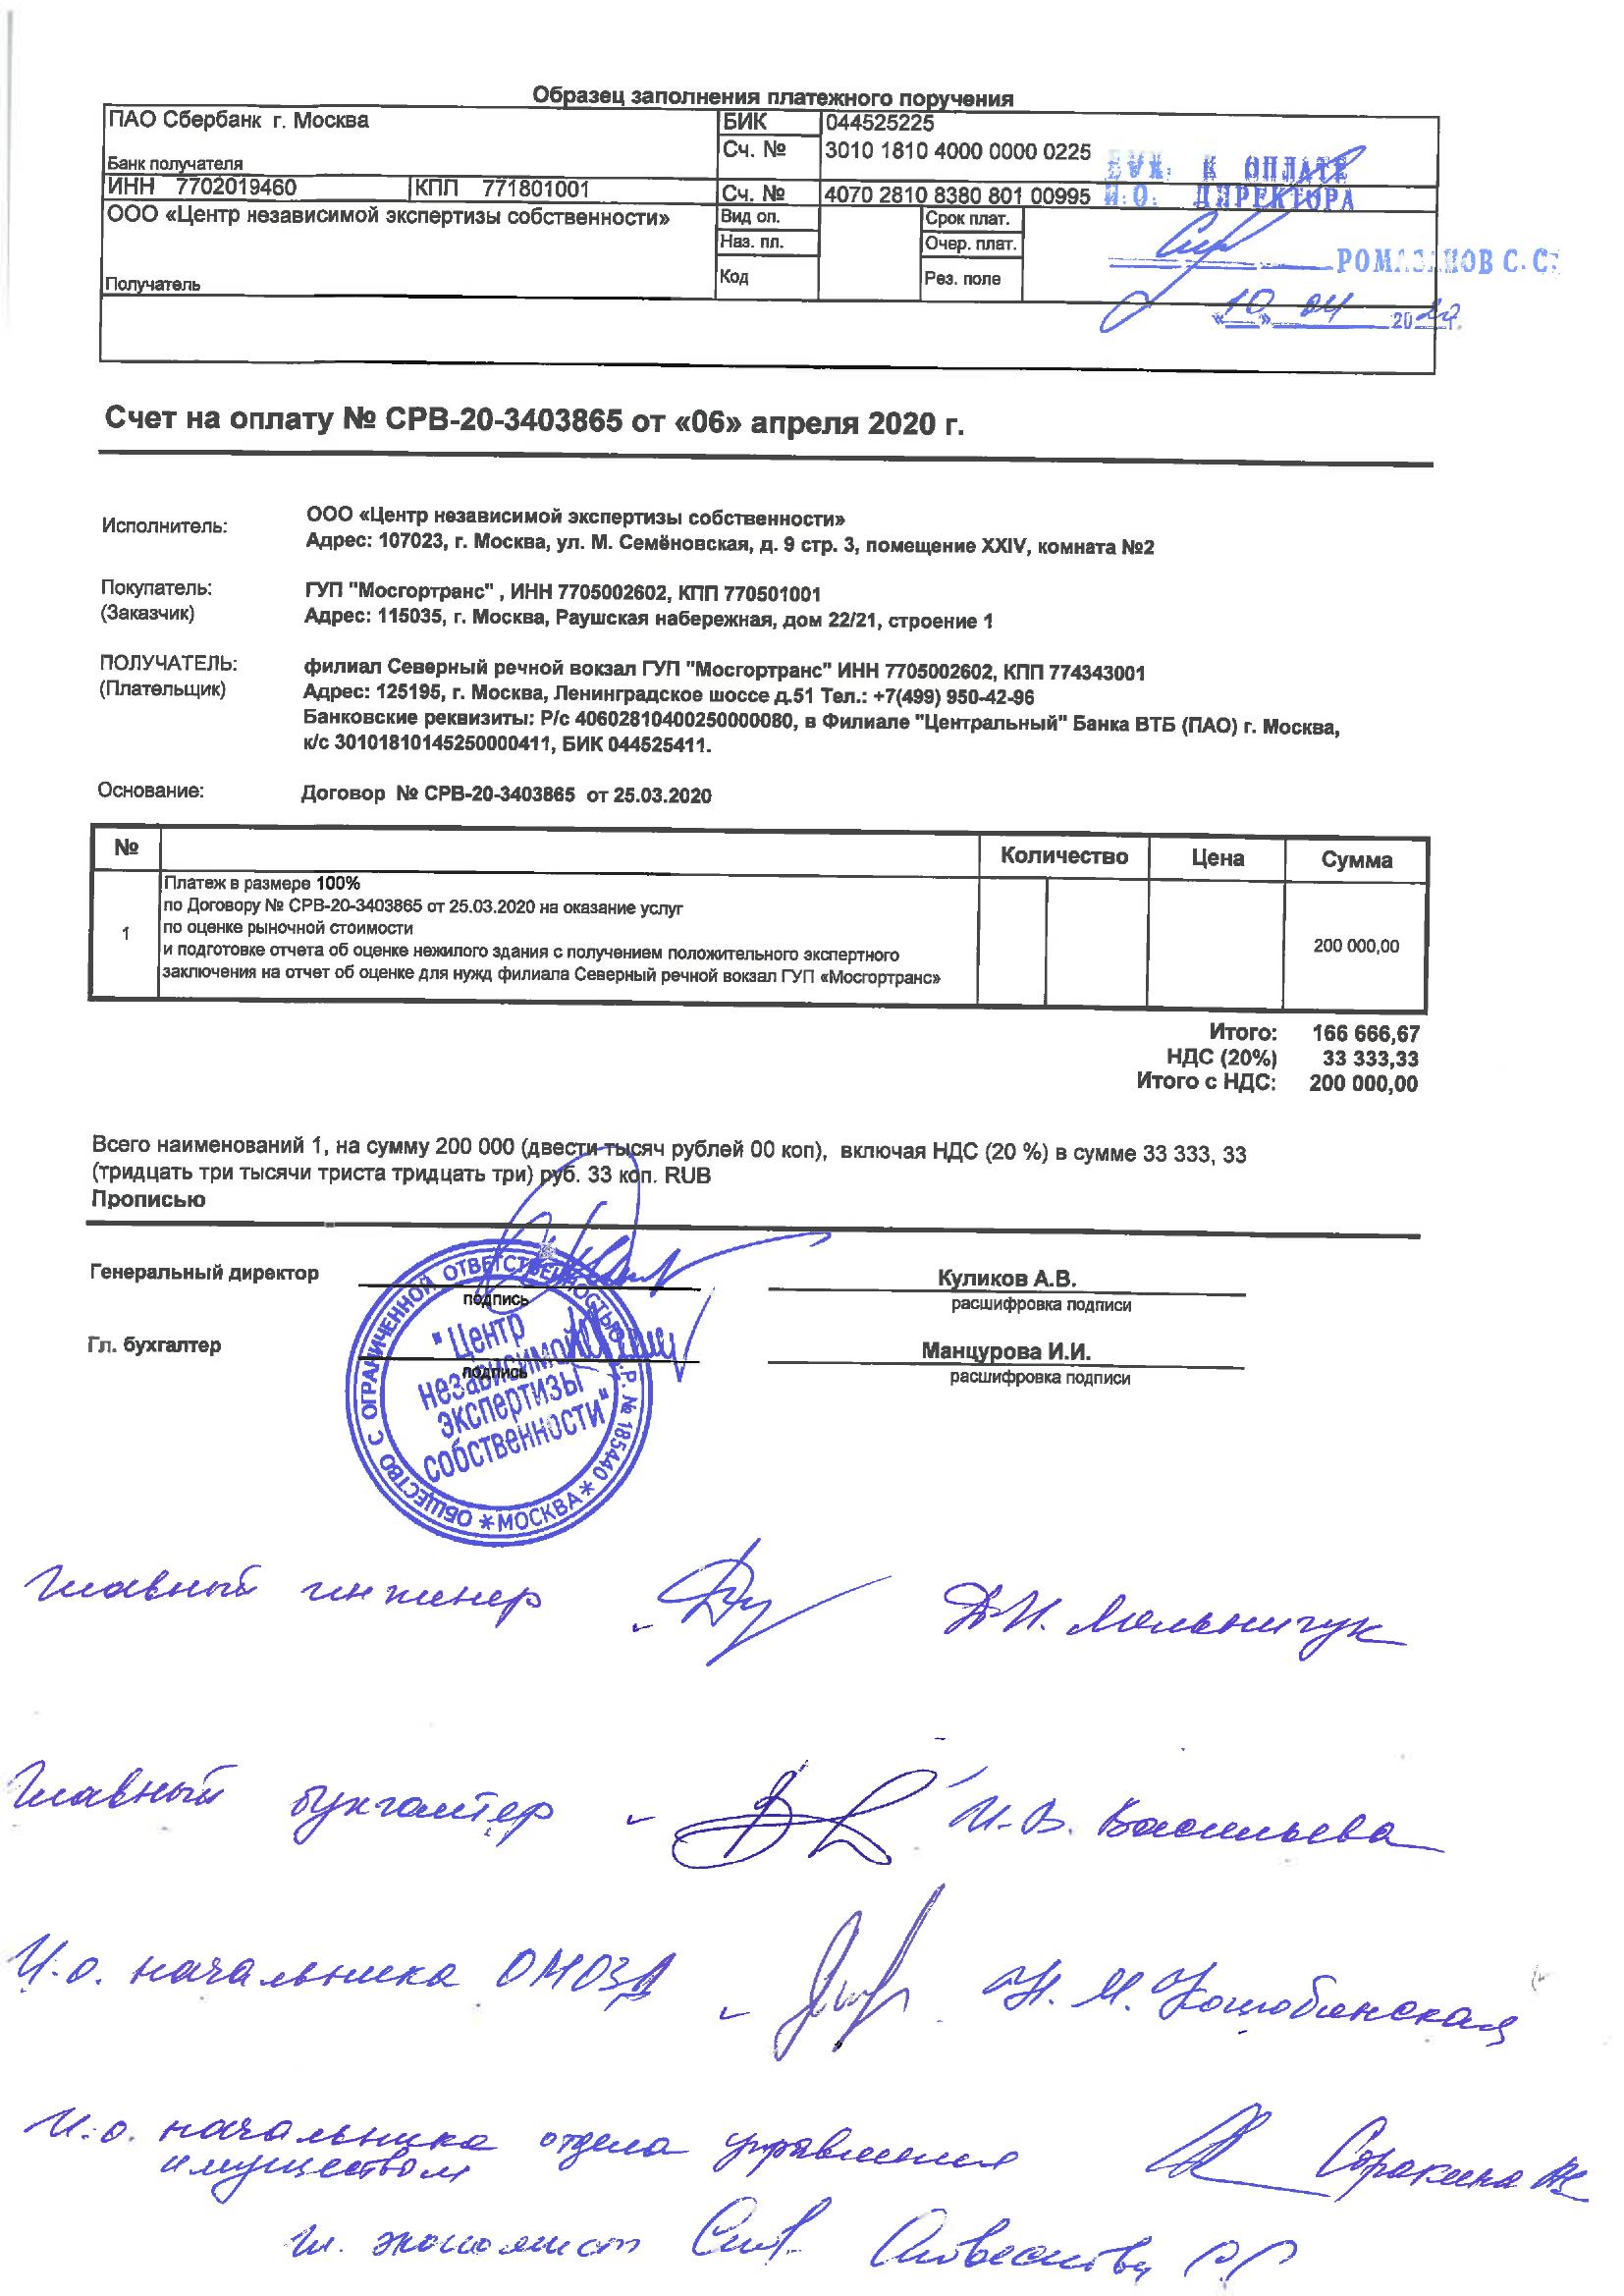 Образец заполнения платежного поручения
ПАО Сбербанк г. Москва
БИК 044525225
Сч. № 3010 1810 4000 0000 0225
Банк получателя
БУХ. К ОПЛАТЕ
И.О. ДИРЕКТОРА
ИНН 7702019460 КПП 771801001 Сч. № 4070 2810 8380 801 00995
ООО «Центр независимой экспертизы собственности»
Вид оп. Срок плат.
Наз. пл. Очер. плат.
Получатель
Код Рез. поле
РОМАЗАНОВ С.С.
«10» 04 2020г.
Счет на оплату № СРВ-20-3403865 от «06» апреля 2020 г.
Исполнитель: ООО «Центр независимой экспертизы собственности»
Адрес: 107023, г. Москва, ул. М. Семёновская, д. 9 стр. 3, помещение XXIV, комната №2
Покупатель: ГУП "Мосгортранс" , ИНН 7705002602, КПП 770501001
(Заказчик) Адрес: 115035, г. Москва, Раушская набережная, дом 22/21, строение 1
ПОЛУЧАТЕЛЬ: филиал Северный речной вокзал ГУП "Мосгортранс" ИНН 7705002602, КПП 774343001
(Плательщик) Адрес: 125195, г. Москва, Ленинградское шоссе д.51 Тел.: +7(499) 950-42-96
Банковские реквизиты: Р/с 40602810400250000080, в Филиале "Центральный" Банка ВТБ (ПАО) г. Москва,
к/с 30101810145250000411, БИК 044525411.
Основание: Договор № СРВ-20-3403865 от 25.03.2020
№ Количество Цена Сумма
Платеж в размере 100%
по Договору № СРВ-20-3403865 от 25.03.2020 на оказание услуг
1 по оценке рыночной стоимости
и подготовке отчета об оценке нежилого здания с получением положительного экспертного 200 000,00
заключения на отчет об оценке для нужд филиала Северный речной вокзал ГУП «Мосгортранс»
Итого: 166 666,67
НДС (20%) 33 333,33
Итого с НДС: 200 000,00
Всего наименований 1, на сумму 200 000 (двести тысяч рублей 00 коп), включая НДС (20 %) в сумме 33 333, 33
(тридцать три тысячи триста тридцать три) руб. 33 коп. RUB
Прописью
Генеральный директор Куликов А.В.
подпись расшифровка подписи
Гл. бухгалтер Манцурова И.И.
подпись расшифровка подписи
ОБЩЕСТВО С ОГРАНИЧЕННОЙ ОТВЕТСТВЕННОСТЬЮ Р. № 185440 * МОСКВА *
"Центр
независимой
экспертизы
собственности"
Главный инженер Д.И. Мельничук
Главный бухгалтер И.В. Васильева
И.о. начальника ОМОЗД Н.М.
И.о. начальника отдела управления Соракина
имуществом
гл. экономист